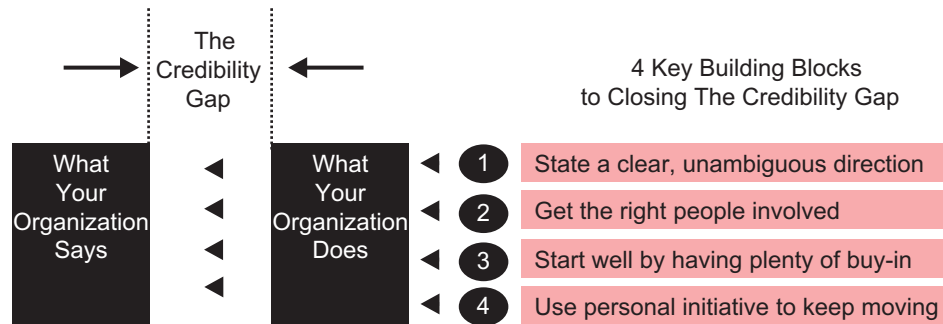 The
Credibility
Gap
4 Key Building Blocks
to Closing The Credibility Gap
What
Your
Organization
Says
What
Your
Organization
Does
1
State a clear, unambiguous direction
2
Get the right people involved
3
Start well by having plenty of buy-in
4
Use personal initiative to keep moving